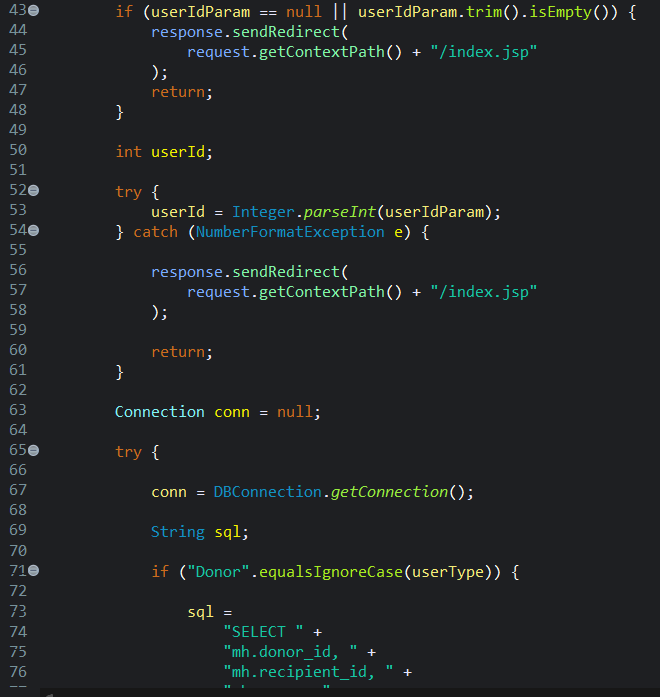 43 if (userIdParam == null || userIdParam.trim().isEmpty()) {
44 response.sendRedirect(
45 request.getContextPath() + "/index.jsp"
46 );
47 return;
48 }
49
50 int userId;
51
52 try {
53 userId = Integer.parseInt(userIdParam);
54 } catch (NumberFormatException e) {
55
56 response.sendRedirect(
57 request.getContextPath() + "/index.jsp"
58 );
59
60 return;
61 }
62
63 Connection conn = null;
64
65 try {
66
67 conn = DBConnection.getConnection();
68
69 String sql;
70
71 if ("Donor".equalsIgnoreCase(userType)) {
72
73 sql =
74 "SELECT " +
75 "mh.donor_id, " +
76 "mh.recipient_id, " +